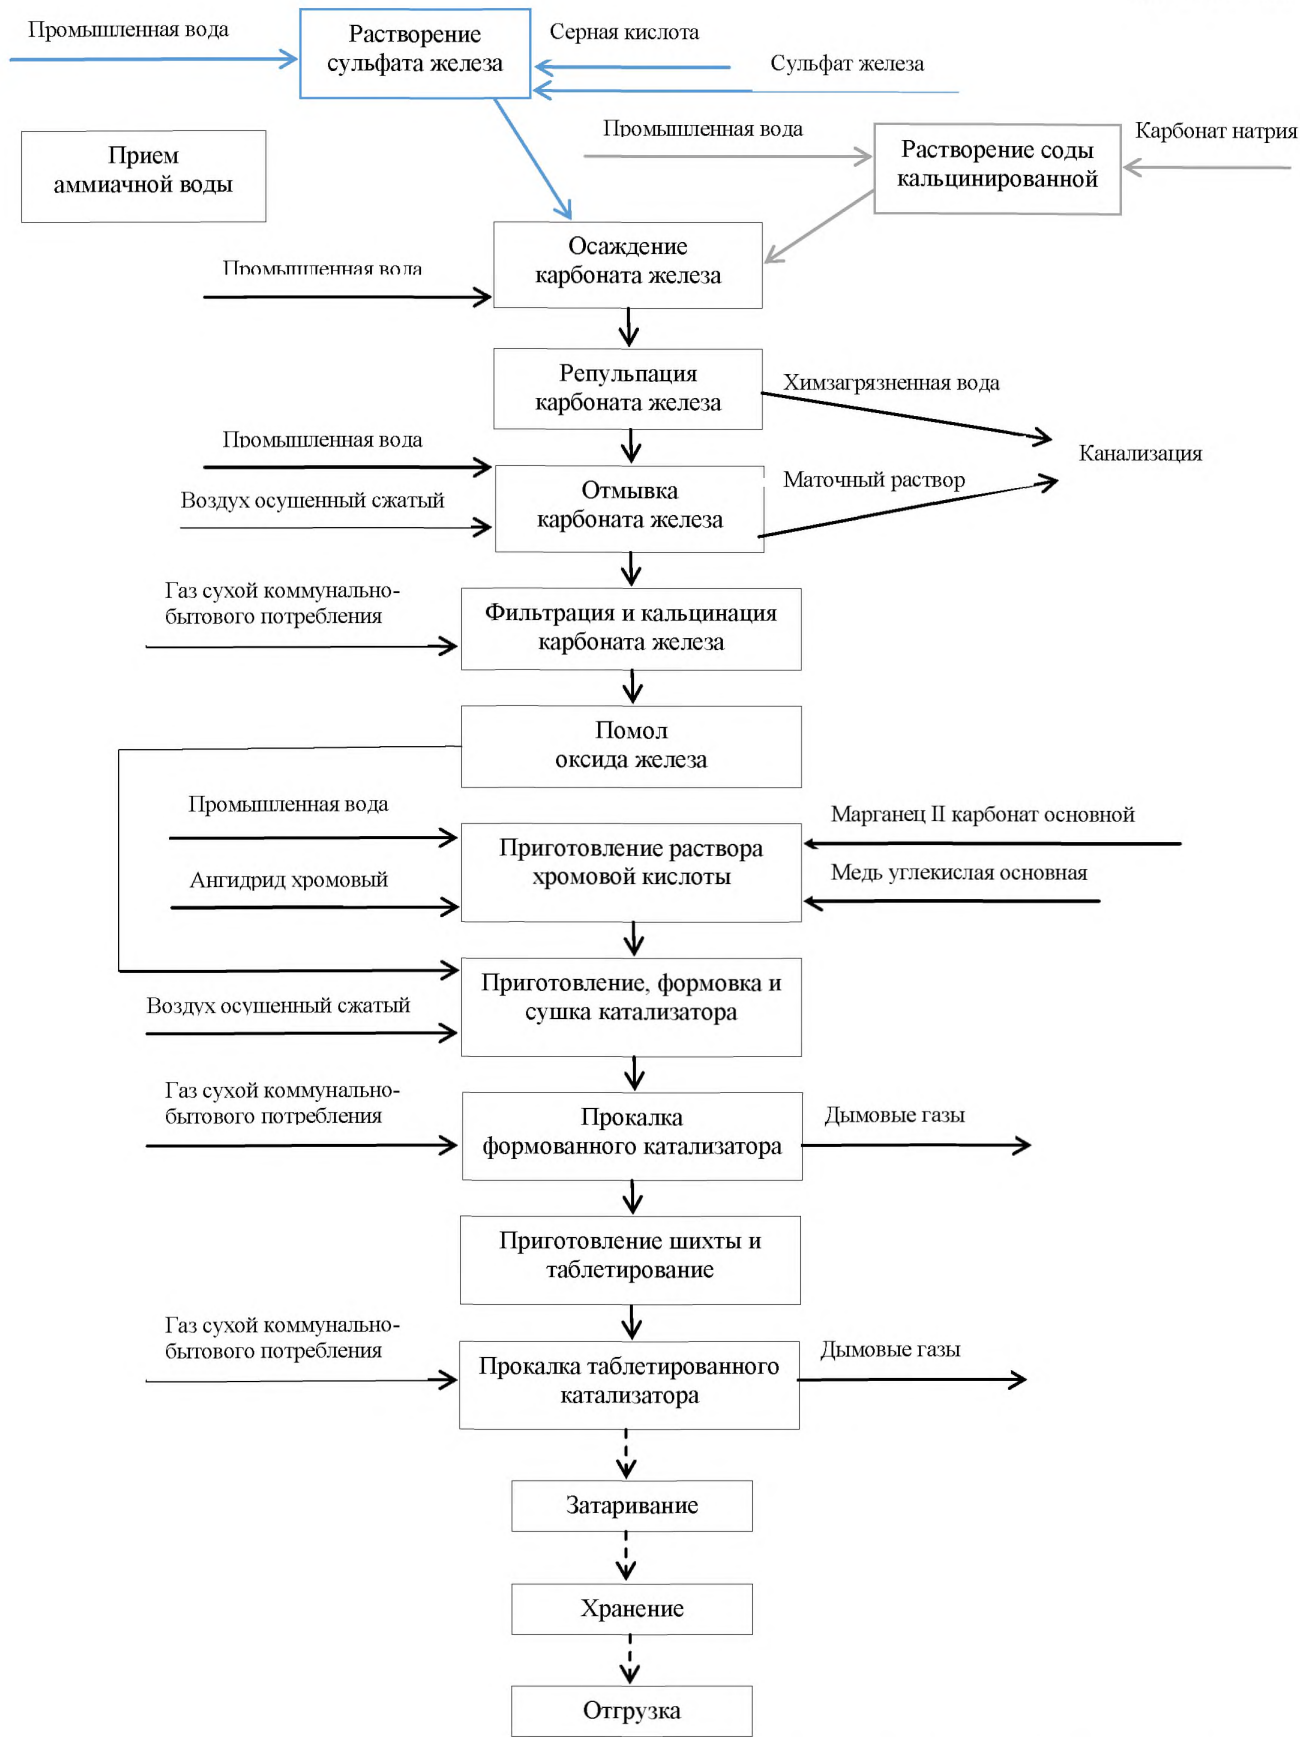 Промышленная вода
Растворение
сульфата железа
Серная кислота
Сульфат железа
Прием
аммиачной воды
Промышленная вода
Растворение соды
кальцинированной
Карбонат натрия
Осаждение
карбоната железа
Промышленная вода
Репульпация
карбоната железа
Химзагрязненная вода
Канализация
Промышленная вода
Воздух осушенный сжатый
Отмывка
карбоната железа
Маточный раствор
Газ сухой коммунально-
бытового потребления
Фильтрация и кальцинация
карбоната железа
Помол
оксида железа
Промышленная вода
Ангидрид хромовый
Приготовление раствора
хромовой кислоты
Марганец II карбонат основной
Медь углекислая основная
Приготовление, формовка и
сушка катализатора
Воздух осушенный сжатый
Газ сухой коммунально-
бытового потребления
Прокалка
формованного катализатора
Дымовые газы
Приготовление шихты и
таблетирование
Газ сухой коммунально-
бытового потребления
Прокалка таблетированного
катализатора
Дымовые газы
Затаривание
Хранение
Отгрузка